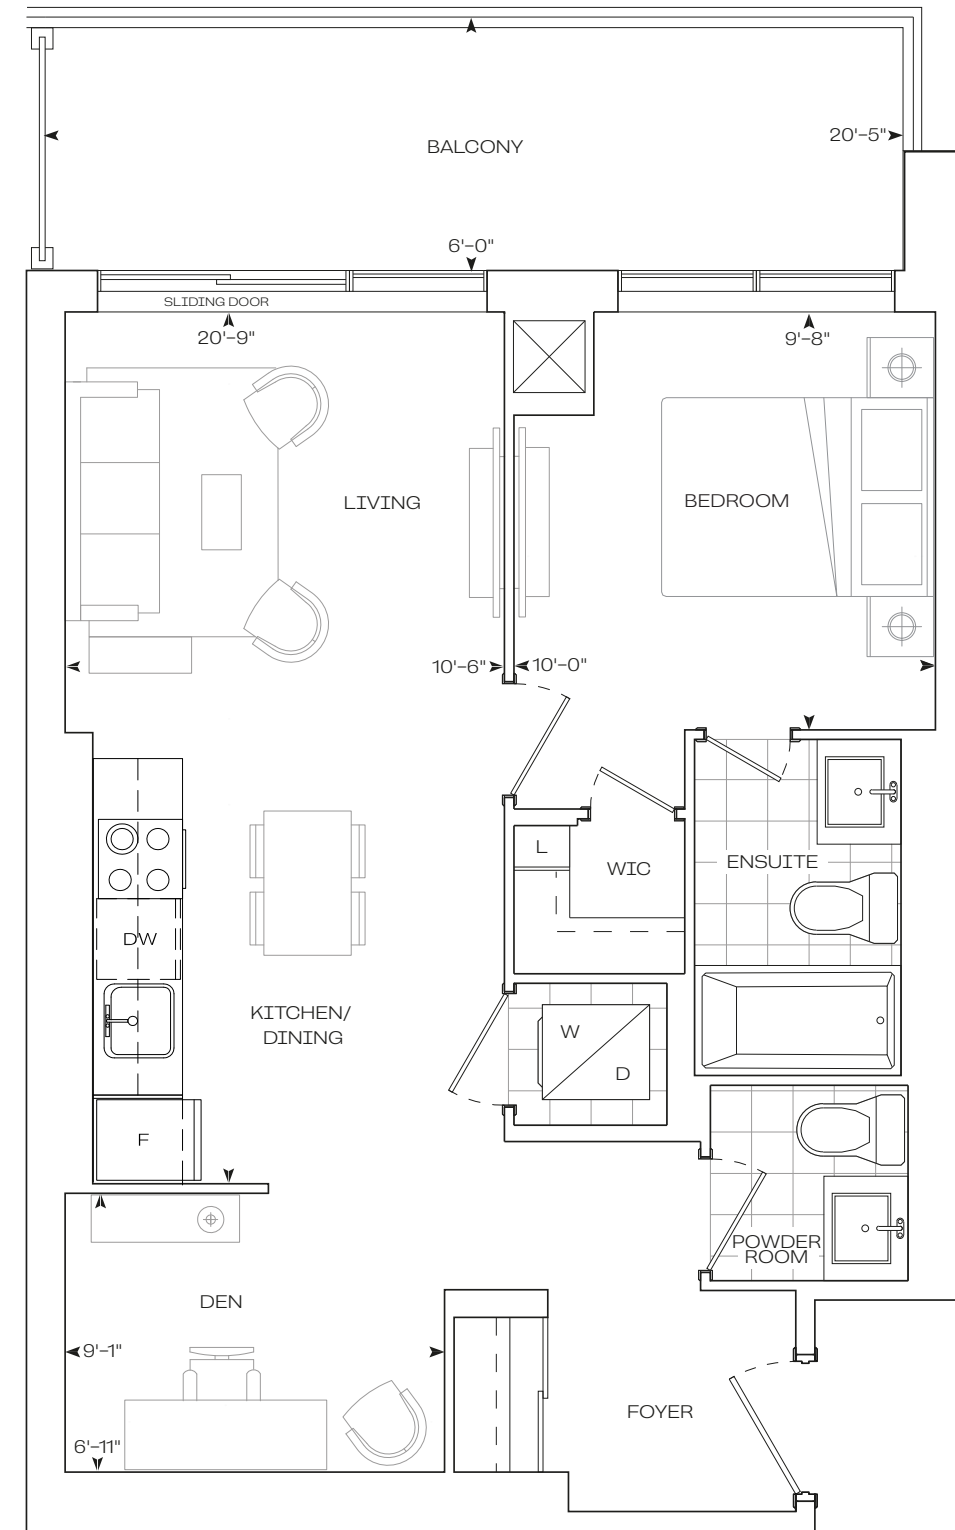 20'-5"
BALCONY
6'-0"
SLIDING DOOR
20'-9"
9'-8"
LIVING
BEDROOM
10'-6"
10'-0"
L
WIC
ENSUITE
DW
KITCHEN/
DINING
W
D
F
POWDER
ROOM
DEN
9'-1"
FOYER
6'-11"